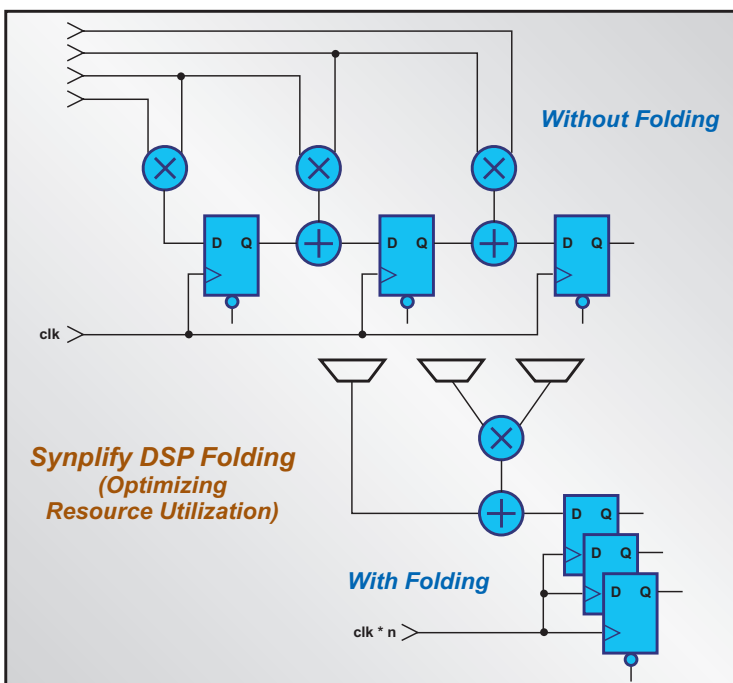 Without Folding
D Q
D Q
D Q
clk
Synplify DSP Folding
(Optimizing
Resource Utilization)
D Q
D Q
D Q
With Folding
clk * n